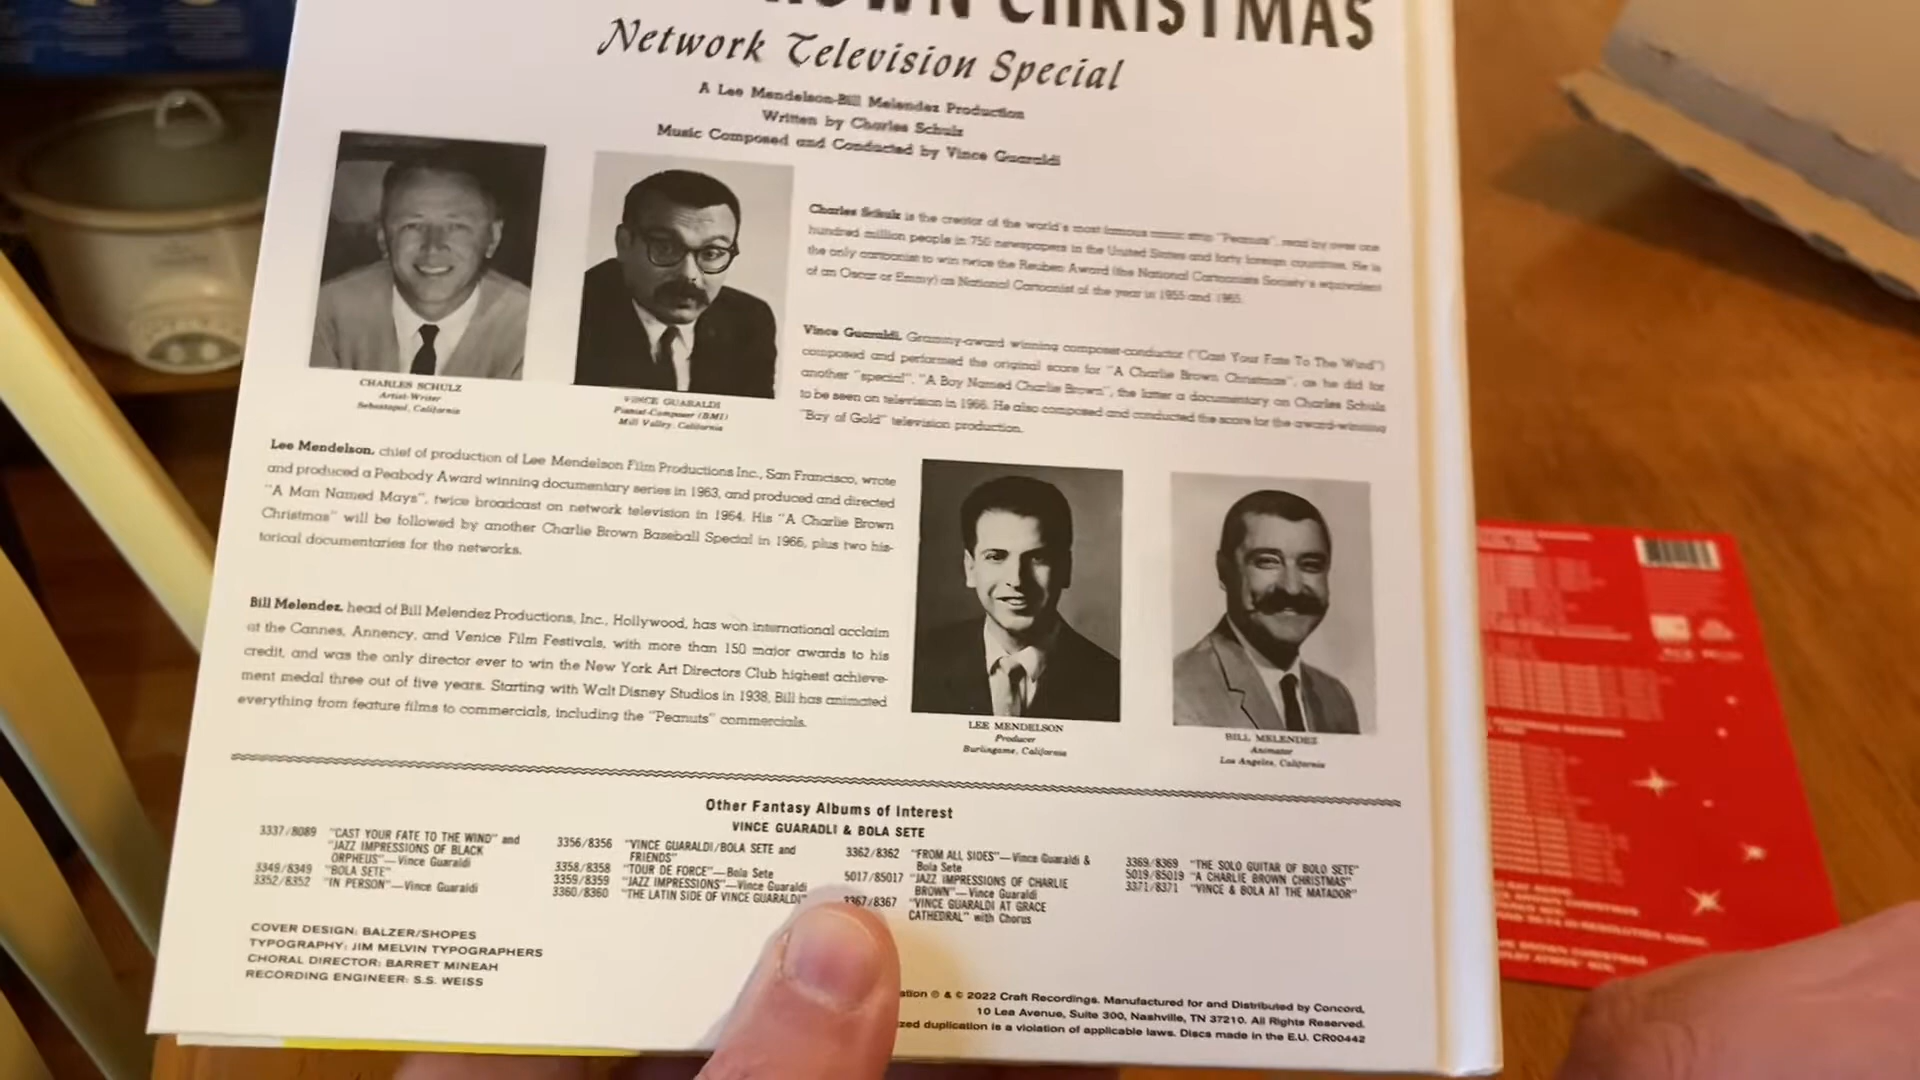 ROWN CHRISTMAS
Network Television Special
A Lee Mendelson-Bill Melendez Production
Written by Charles Schulz
Music Composed and Conducted by Vince Guaraldi
Charles Schulz is the creator of the world's most famous comic strip "Peanuts", read by over one
hundred million people in 750 newspapers in the United States and forty foreign countries. He is
the only cartoonist to win twice the Reuben Award (the National Cartoonists Society's equivalent
of an Oscar or Emmy) as National Cartoonist of the year in 1955 and 1965.
CHARLES SCHULZ
Artist-Writer
Sebastopol, California
VINCE GUARALDI
Pianist-Composer (BMI)
Mill Valley, California
Vince Guaraldi, Grammy-award winning composer-conductor ("Cast Your Fate To The Wind")
composed and performed the original score for "A Charlie Brown Christmas", as he did for
another "special", "A Boy Named Charlie Brown", the latter a documentary on Charles Schulz
to be seen on television in 1966. He also composed and conducted the score for the award-winning
"Bay of Gold" television production.
Lee Mendelson, chief of production of Lee Mendelson Film Productions Inc., San Francisco, wrote
and produced a Peabody Award winning documentary series in 1963, and produced and directed
"A Man Named Mays", twice broadcast on network television in 1964. His "A Charlie Brown
Christmas" will be followed by another Charlie Brown Baseball Special in 1966, plus two his-
torical documentaries for the networks.
Bill Melendez, head of Bill Melendez Productions, Inc., Hollywood, has won international acclaim
at the Cannes, Annency, and Venice Film Festivals, with more than 150 major awards to his
credit, and was the only director ever to win the New York Art Directors Club highest achieve-
ment medal three out of five years. Starting with Walt Disney Studios in 1938, Bill has animated
everything from feature films to commercials, including the "Peanuts" commercials.
LEE MENDELSON
Producer
Burlingame, California
BILL MELENDEZ
Animator
Los Angeles, California
Other Fantasy Albums of Interest
VINCE GUARADLI & BOLA SETE
3337/8089 "CAST YOUR FATE TO THE WIND" and
"JAZZ IMPRESSIONS OF BLACK
ORPHEUS"—Vince Guaraldi
3349/8349 "BOLA SETE"
3352/8352 "IN PERSON"—Vince Guaraldi
3356/8356 "VINCE GUARALDI/BOLA SETE and
FRIENDS"
3358/8358 "TOUR DE FORCE"—Bola Sete
3359/8359 "JAZZ IMPRESSIONS"—Vince Guaraldi
3360/8360 "THE LATIN SIDE OF VINCE GUARALDI"
3362/8362 "FROM ALL SIDES"—Vince Guaraldi &
Bola Sete
5017/85017 "JAZZ IMPRESSIONS OF CHARLIE
BROWN"—Vince Guaraldi
3367/8367 "VINCE GUARALDI AT GRACE
CATHEDRAL" with Chorus
3369/8369 "THE SOLO GUITAR OF BOLO SETE"
5019/85019 "A CHARLIE BROWN CHRISTMAS"
3371/8371 "VINCE & BOLA AT THE MATADOR"
COVER DESIGN: BALZER/SHOPES
TYPOGRAPHY: JIM MELVIN TYPOGRAPHERS
CHORAL DIRECTOR: BARRET MINEAH
RECORDING ENGINEER: S.S. WEISS
ation ℗ & © 2022 Craft Recordings. Manufactured for and Distributed by Concord,
10 Lea Avenue, Suite 300, Nashville, TN 37210. All Rights Reserved.
zed duplication is a violation of applicable laws. Discs made in the E.U. CR00442
BROWN CHRISTMAS